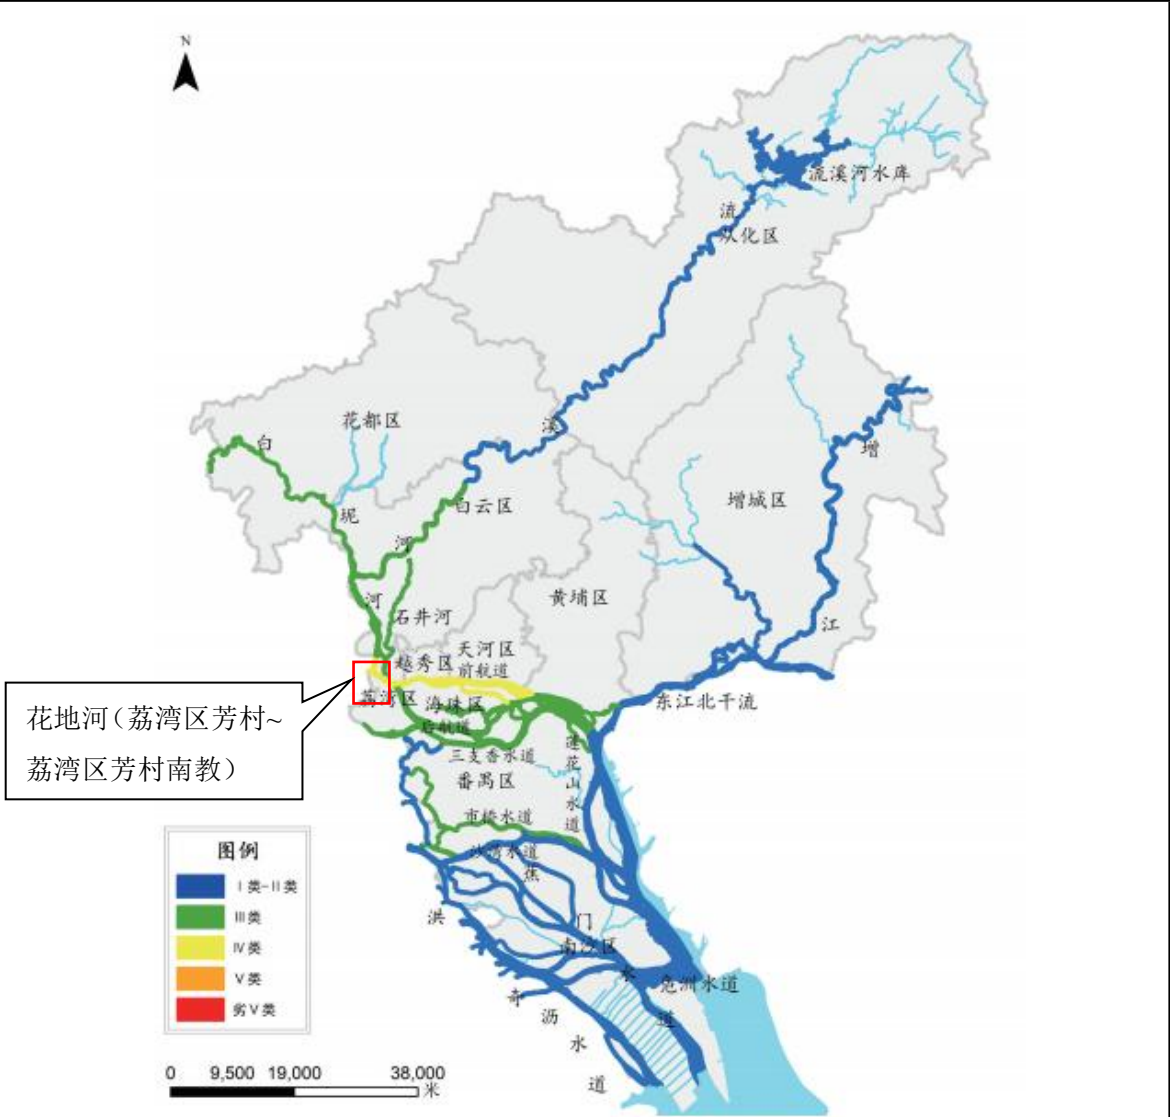 N
流溪河水库
流
从化区
溪
花都区
白
增
坭
白云区
增城区
河
河
石井河
黄埔区
江
天河区
越秀区
前航道
荔湾区
海珠区
东江北干流
后航道
花地河（荔湾区芳村~
荔湾区芳村南教）
三支香水道
莲花山水道
番禺区
市桥水道
沙湾水道
蕉
洪
门
南沙区
水
凫洲水道
道
奇
沥
水
道
图例
Ⅰ类-Ⅱ类
Ⅲ类
Ⅳ类
Ⅴ类
劣Ⅴ类
0 9,500 19,000 38,000
米